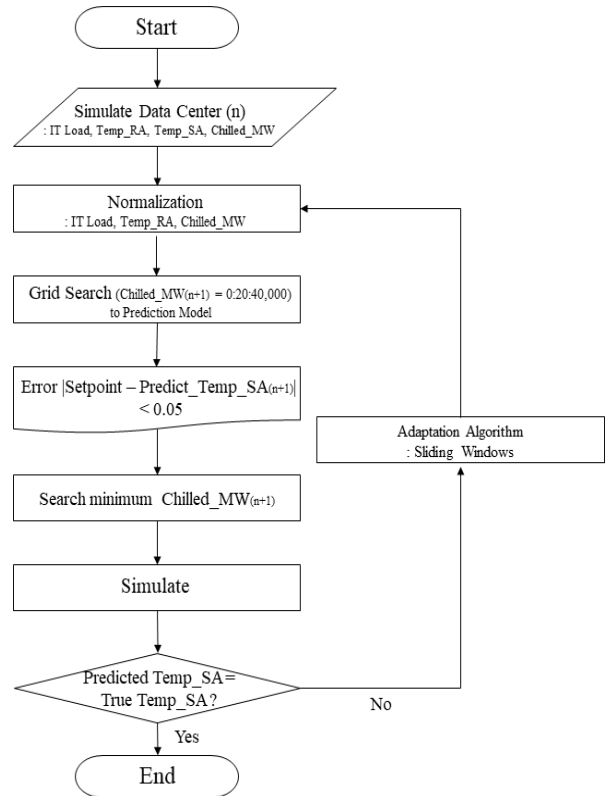 Start
Simulate Data Center (n)
: IT Load, Temp_RA, Temp_SA, Chilled_MW
Normalization
: IT Load, Temp_RA, Chilled_MW
Grid Search (Chilled_MW(n+1) = 0:20:40,000)
to Prediction Model
Error |Setpoint – Predict_Temp_SA(n+1)|
< 0.05
Adaptation Algorithm
: Sliding Windows
Search minimum Chilled_MW(n+1)
Simulate
Predicted Temp_SA=
True Temp_SA?
No
Yes
End